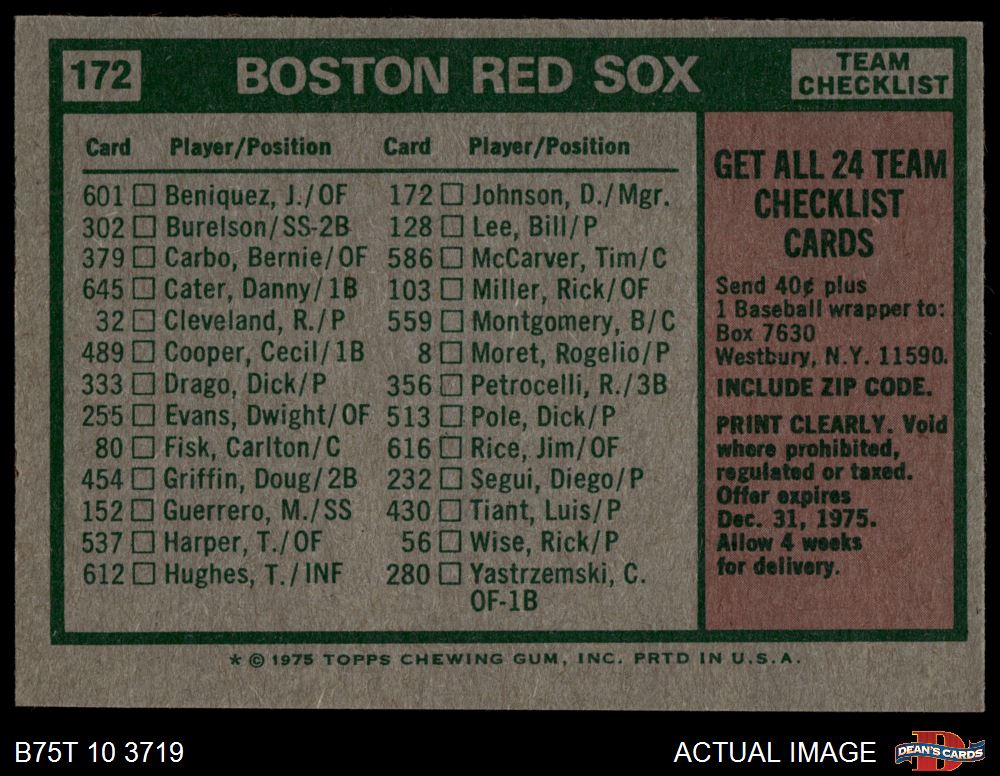 172 BOSTON RED SOX TEAM CHECKLIST
Card Player/Position Card Player/Position
601 □ Beniquez, J./OF 172 □ Johnson, D./Mgr.
302 □ Burelson/SS-2B 128 □ Lee, Bill/P
379 □ Carbo, Bernie/OF 586 □ McCarver, Tim/C
645 □ Cater, Danny/1B 103 □ Miller, Rick/OF
32 □ Cleveland, R./P 559 □ Montgomery, B/C
489 □ Cooper, Cecil/1B 8 □ Moret, Rogelio/P
333 □ Drago, Dick/P 356 □ Petrocelli, R./3B
255 □ Evans, Dwight/OF 513 □ Pole, Dick/P
80 □ Fisk, Carlton/C 616 □ Rice, Jim/OF
454 □ Griffin, Doug/2B 232 □ Segui, Diego/P
152 □ Guerrero, M./SS 430 □ Tiant, Luis/P
537 □ Harper, T./OF 56 □ Wise, Rick/P
612 □ Hughes, T./INF 280 □ Yastrzemski, C.
OF-1B
GET ALL 24 TEAM
CHECKLIST
CARDS
Send 40¢ plus
1 Baseball wrapper to:
Box 7630
Westbury, N.Y. 11590.
INCLUDE ZIP CODE.
PRINT CLEARLY. Void
where prohibited,
regulated or taxed.
Offer expires
Dec. 31, 1975.
Allow 4 weeks
for delivery.
* © 1975 TOPPS CHEWING GUM, INC. PRTD IN U.S.A.
B75T 10 3719 ACTUAL IMAGE DEAN'S CARDS